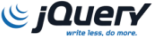 jQuery
write less, do more.